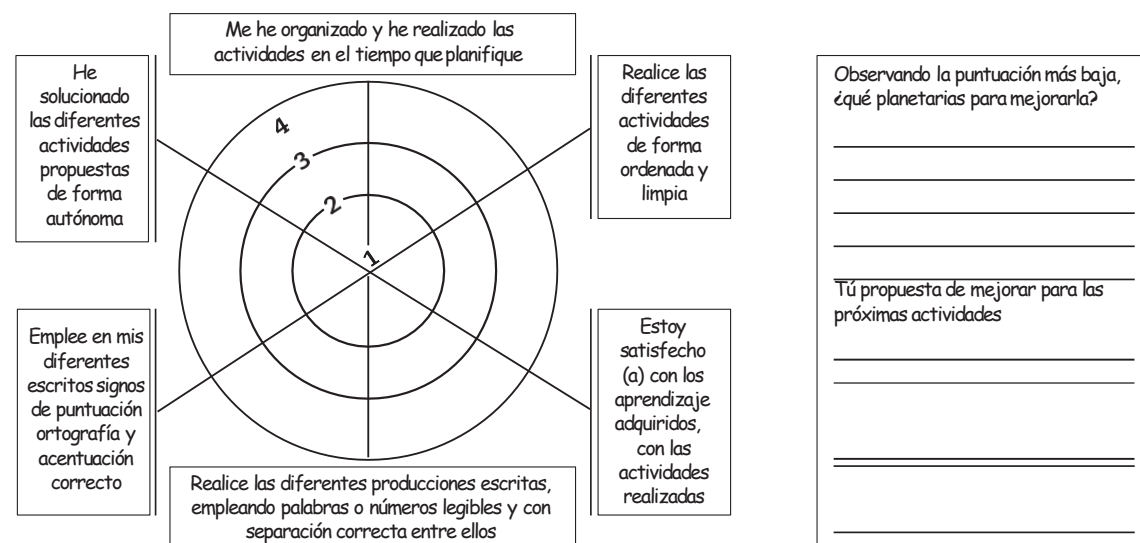 Me he organizado y he realizado las
actividades en el tiempo que planifique
He
solucionado
las diferentes
actividades
propuestas
de forma
autónoma
Realice las
diferentes
actividades
de forma
ordenada y
limpia
4
3
2
1
Emplee en mis
diferentes
escritos signos
de puntuación
ortografía y
acentuación
correcto
Estoy
satisfecho
(a) con los
aprendizaje
adquiridos,
con las
actividades
realizadas
Realice las diferentes producciones escritas,
empleando palabras o números legibles y con
separación correcta entre ellos
Observando la puntuación más baja,
¿qué planetarias para mejorarla?
Tú propuesta de mejorar para las
próximas actividades